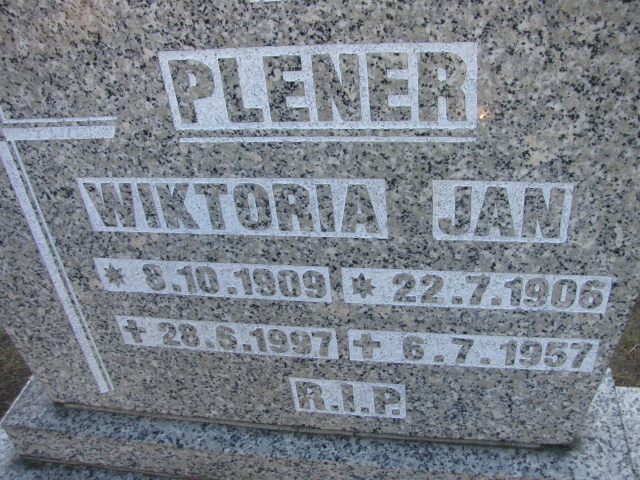 PLENER
WIKTORIA JAN
* 8.10.1909 * 22.7.1906
✝ 28.6.1997 ✝ 6.7.1957
R.I.P.